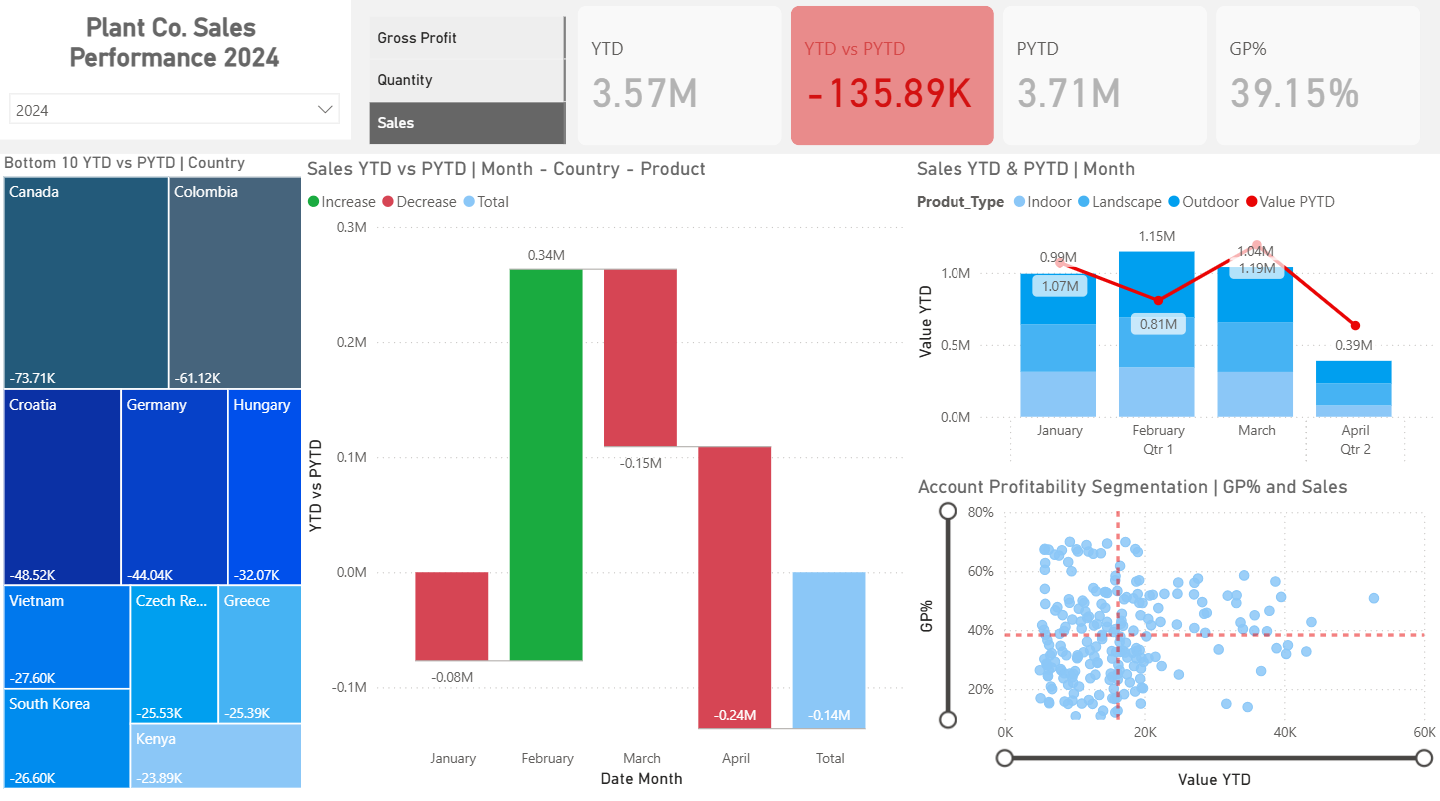 Plant Co. Sales
Performance 2024
2024
Gross Profit
Quantity
Sales
YTD
3.57M
YTD vs PYTD
-135.89K
PYTD
3.71M
GP%
39.15%
Bottom 10 YTD vs PYTD | Country
Canada
-73.71K
Colombia
-61.12K
Croatia
-48.52K
Germany
-44.04K
Hungary
-32.07K
Vietnam
-27.60K
Czech Re...
-25.53K
Greece
-25.39K
South Korea
-26.60K
Kenya
-23.89K
Sales YTD vs PYTD | Month - Country - Product
Increase Decrease Total
YTD vs PYTD
0.3M
0.2M
0.1M
0.0M
-0.1M
-0.08M
0.34M
-0.15M
-0.24M
-0.14M
January February March April Total
Date Month
Sales YTD & PYTD | Month
Produt_Type Indoor Landscape Outdoor Value PYTD
Value YTD
1.0M
0.5M
0.0M
0.99M
1.07M
1.15M
0.81M
1.04M
1.19M
0.39M
January February March April
Qtr 1 Qtr 2
Account Profitability Segmentation | GP% and Sales
GP%
80%
60%
40%
20%
0K 20K 40K 60K
Value YTD